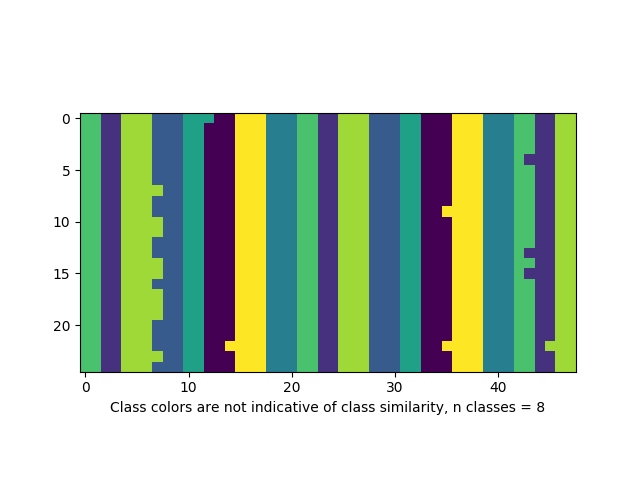 0
5
10
15
20
0 10 20 30 40
Class colors are not indicative of class similarity, n classes = 8